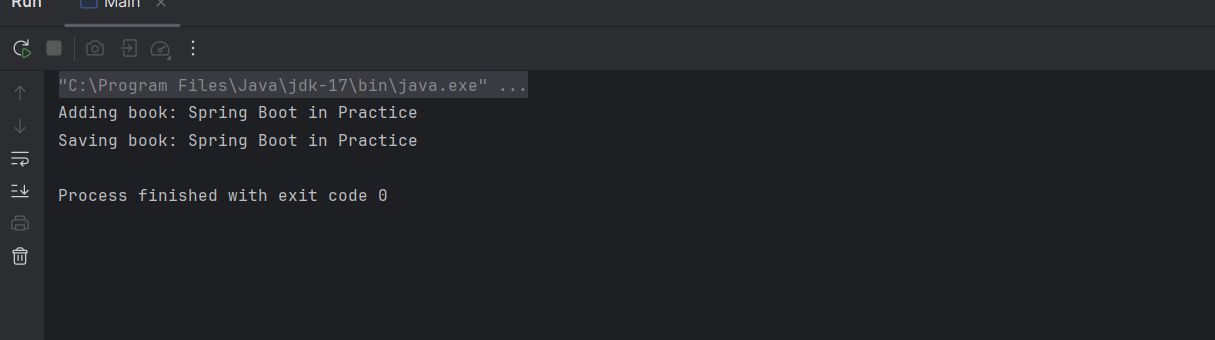 Run Main
"C:\Program Files\Java\jdk-17\bin\java.exe" ...
Adding book: Spring Boot in Practice
Saving book: Spring Boot in Practice
Process finished with exit code 0